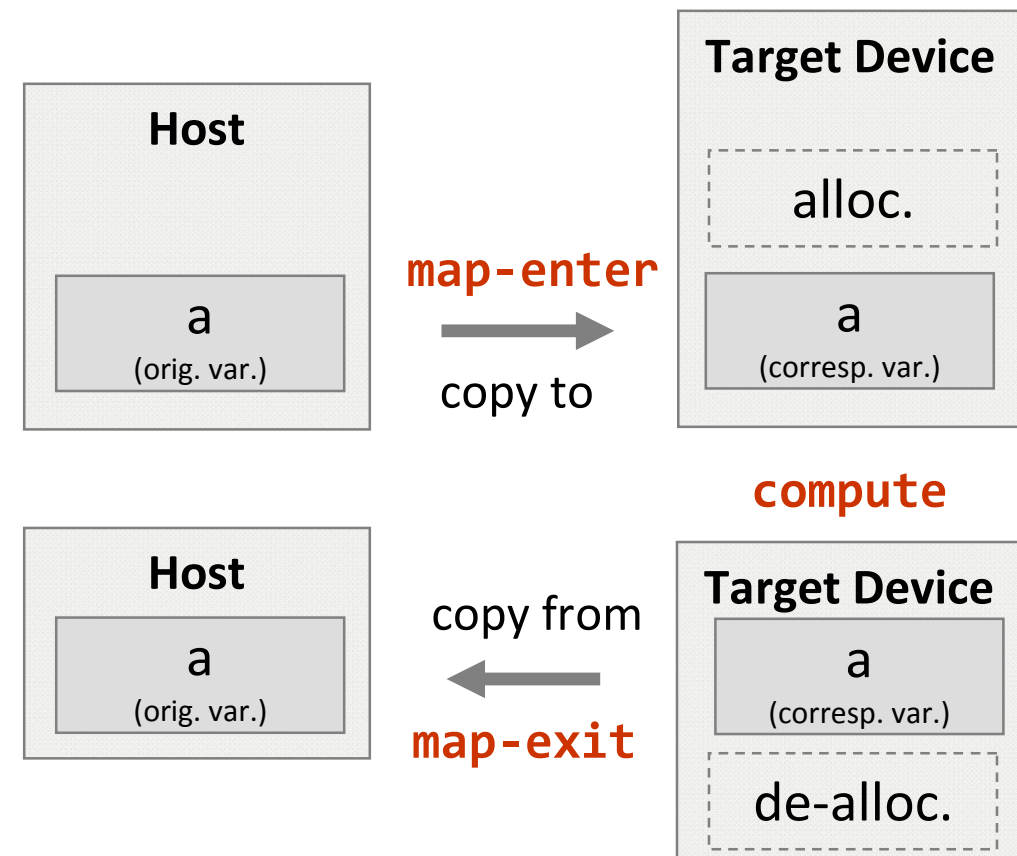 Host
a
(orig. var.)
map-enter
copy to
Target Device
alloc.
a
(corresp. var.)
compute
Host
a
(orig. var.)
copy from
map-exit
Target Device
a
(corresp. var.)
de-alloc.